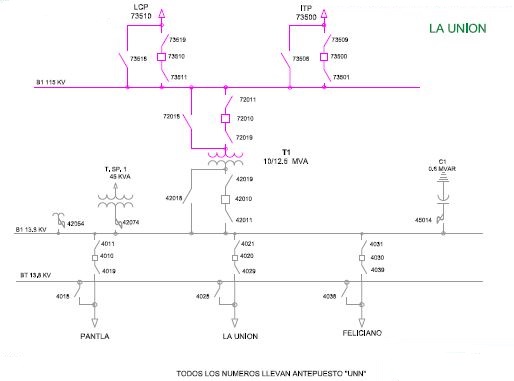 LCP
73510
ITP
73500
LA UNION
73519
73518
73510
73511
73509
73508
73500
73501
B1 115 KV
72011
72018
72010
72019
T1
10/12.5 MVA
T, SP, 1
45 KVA
C1
0.6 MVAR
42019
42018
42010
42011
42054
42074
45014
B1 13.8 KV
4011
4010
4019
4021
4020
4029
4031
4030
4039
BT 13,8 KV
4018
4028
4038
PANTLA
LA UNION
FELICIANO
TODOS LOS NUMEROS LLEVAN ANTEPUESTO "UNN"